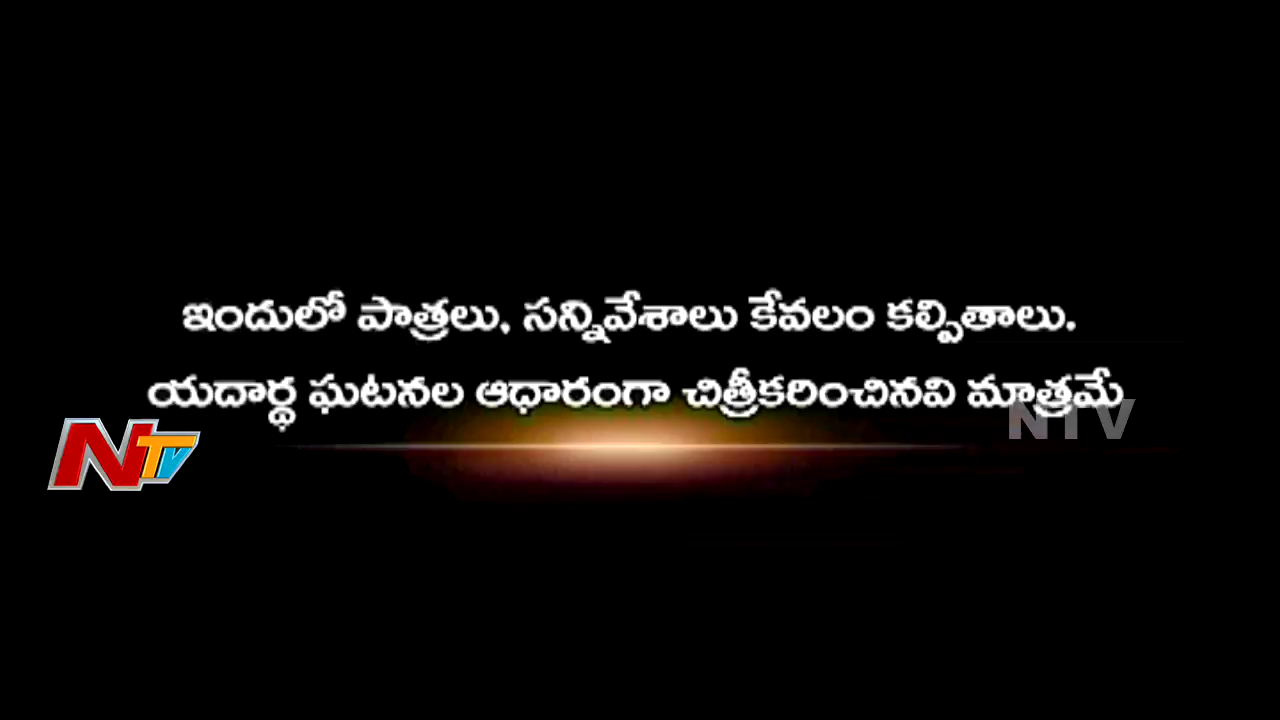 ఇందులో పాత్రలు, సన్నివేశాలు కేవలం కల్పితాలు.
యదార్ధ ఘటనల ఆధారంగా చిత్రీకరించినవి మాత్రమే
NTV
NTV